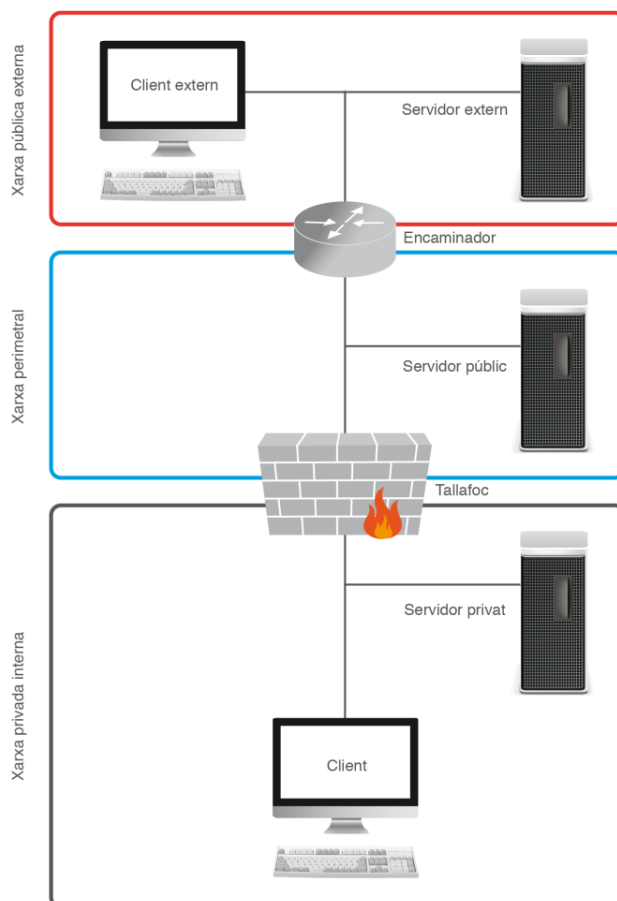 Xarxa pública externa
Client extern
Servidor extern
Encaminador
Xarxa perimetral
Servidor públic
Tallafoc
Xarxa privada interna
Servidor privat
Client